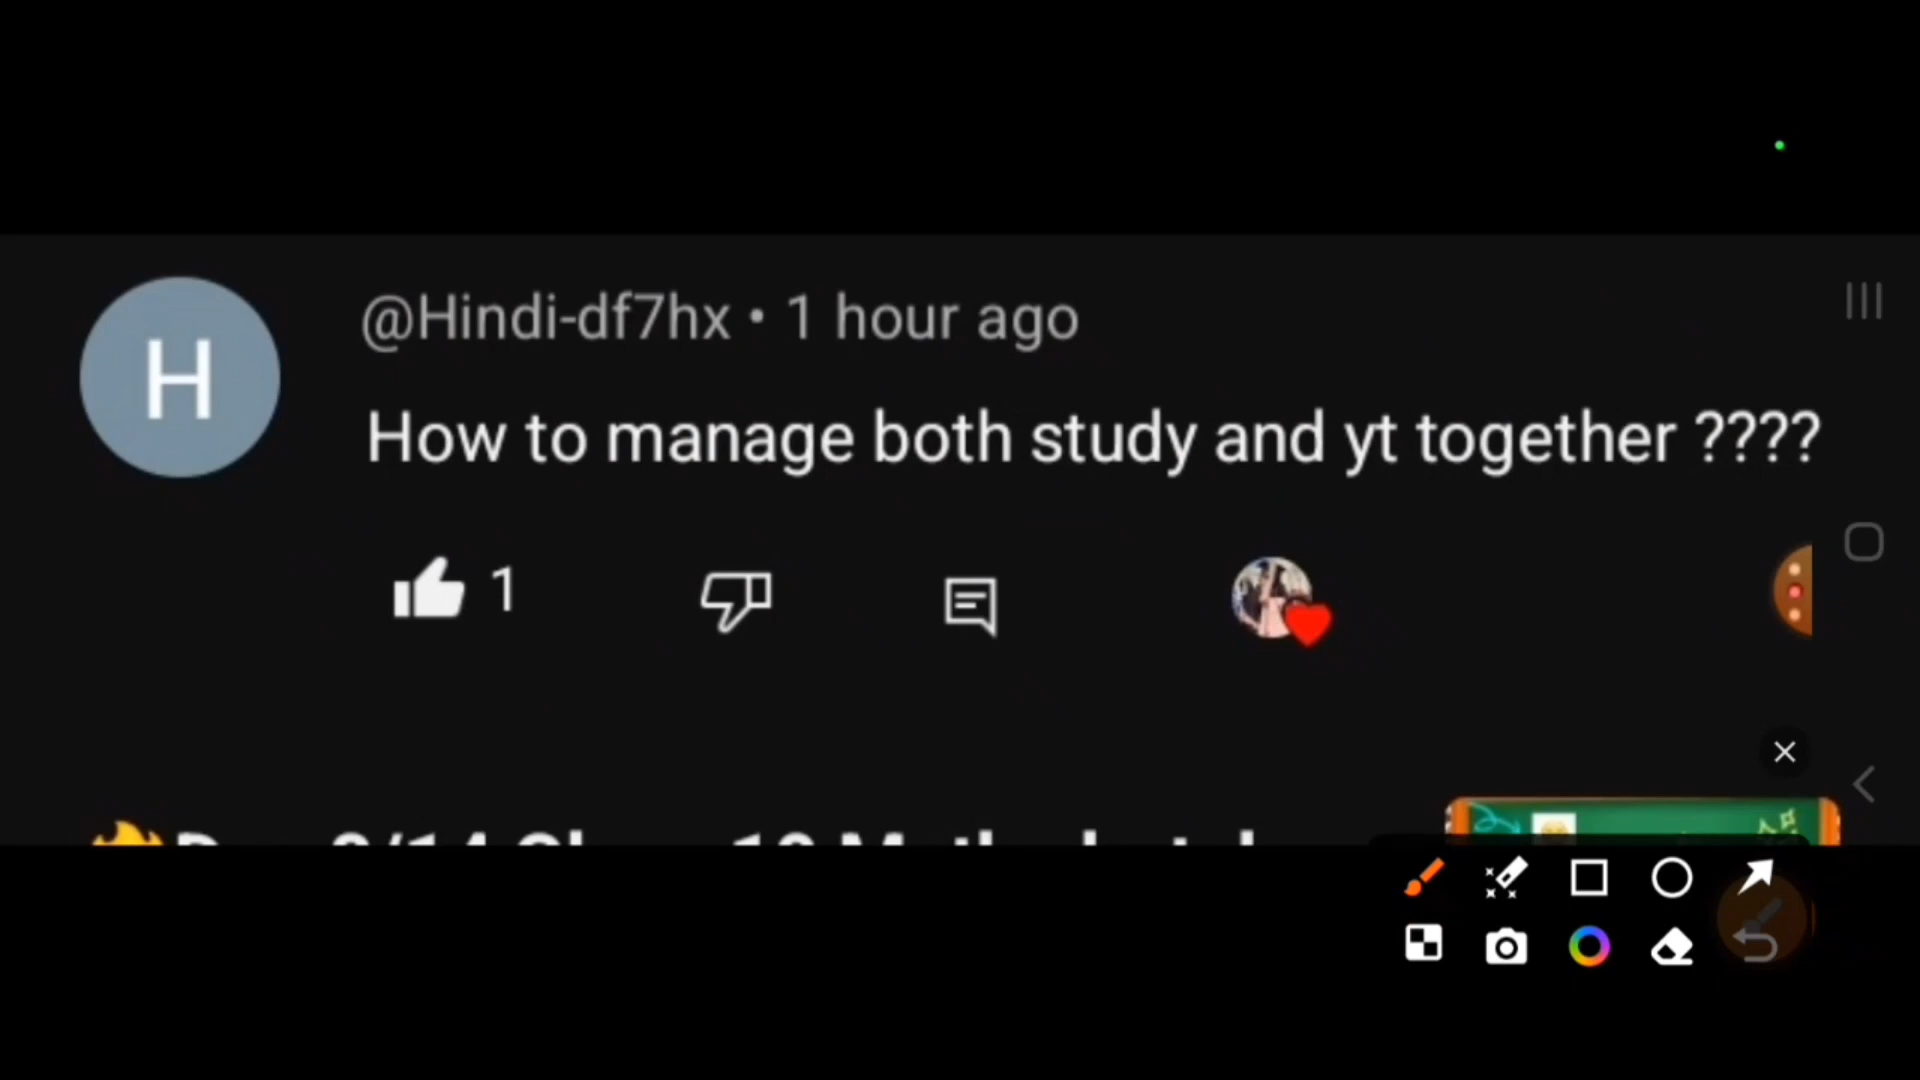 H
@Hindi-df7hx • 1 hour ago
How to manage both study and yt together ????
1